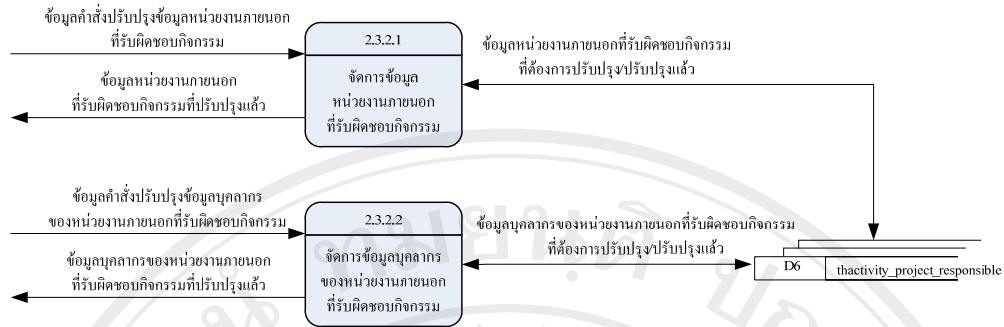 ข้อมูลคำสั่งปรับปรุงข้อมูลหน่วยงานภายนอก
ที่รับผิดชอบกิจกรรม
ข้อมูลหน่วยงานภายนอก
ที่รับผิดชอบกิจกรรมที่ปรับปรุงแล้ว
2.3.2.1
จัดการข้อมูล
หน่วยงานภายนอก
ที่รับผิดชอบกิจกรรม
ข้อมูลหน่วยงานภายนอกที่รับผิดชอบกิจกรรม
ที่ต้องการปรับปรุง/ปรับปรุงแล้ว
ข้อมูลคำสั่งปรับปรุงข้อมูลบุคลากร
ของหน่วยงานภายนอกที่รับผิดชอบกิจกรรม
ข้อมูลบุคลากรของหน่วยงานภายนอก
ที่รับผิดชอบกิจกรรมที่ปรับปรุงแล้ว
2.3.2.2
จัดการข้อมูลบุคลากร
ของหน่วยงานภายนอก
ที่รับผิดชอบกิจกรรม
ข้อมูลบุคลากรของหน่วยงานภายนอกที่รับผิดชอบกิจกรรม
ที่ต้องการปรับปรุง/ปรับปรุงแล้ว
D6
thactivity_project_responsible